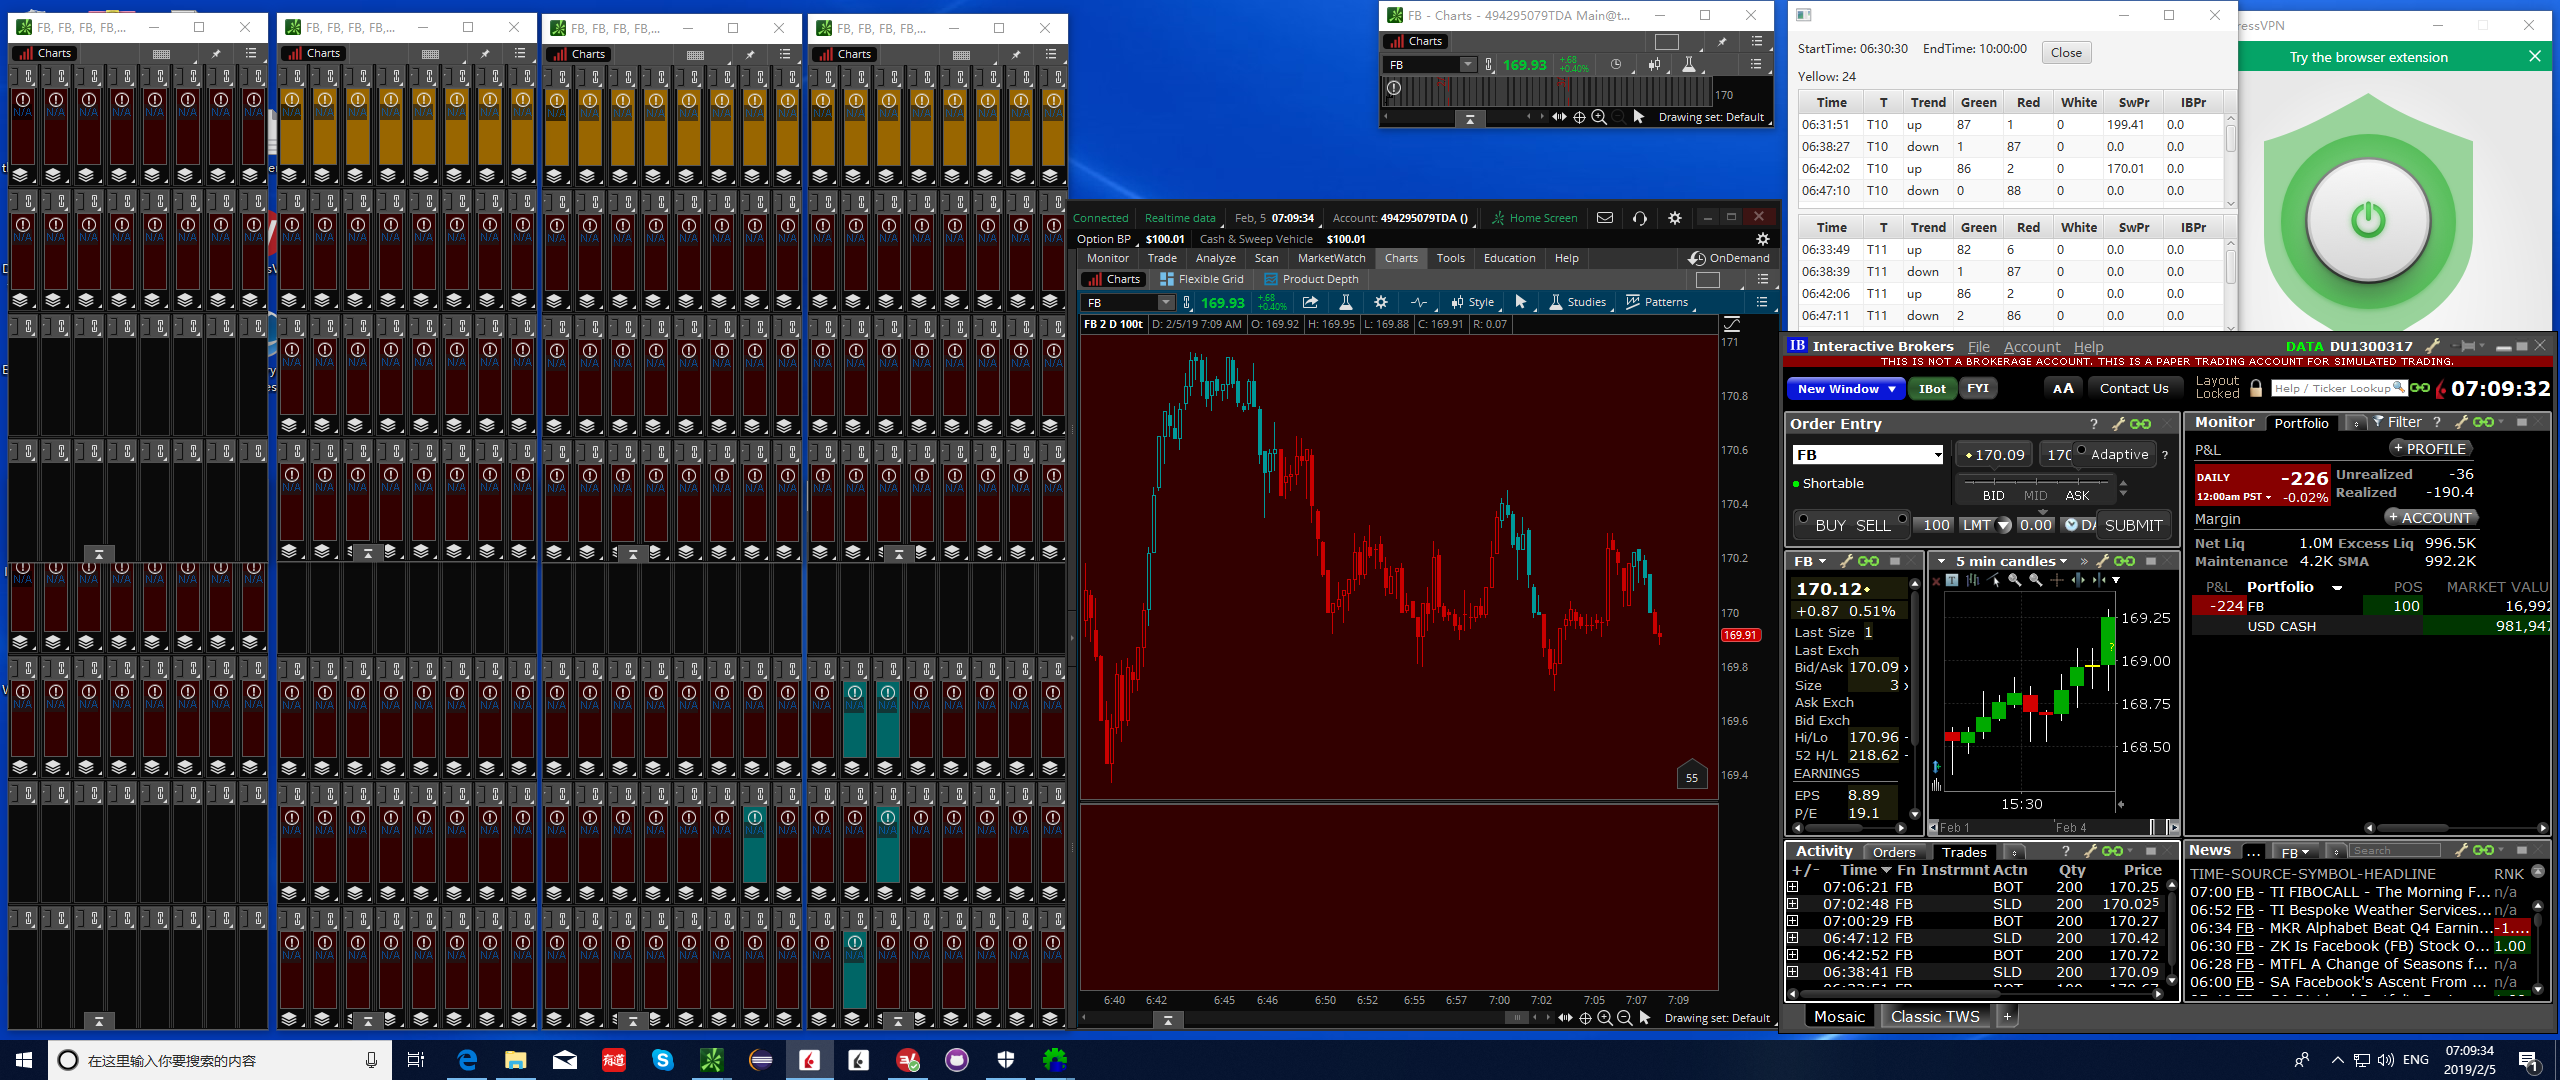 FB, FB, FB, FB,...
FB, FB, FB, FB,...
FB, FB, FB, FB,...
FB, FB, FB, FB,...
Charts
Charts
Charts
Charts
FB - Charts - 494295079TDA Main@t...
Charts
FB
169.93
+.68
+0.40%
170
Drawing set: Default
StartTime: 06:30:30 EndTime: 10:00:00 Close
Yellow: 24
Time T Trend Green Red White SwPr IBPr
06:31:51 T10 up 87 1 0 199.41 0.0
06:38:27 T10 down 1 87 0 0.0 0.0
06:42:02 T10 up 86 2 0 170.01 0.0
06:47:10 T10 down 0 88 0 0.0 0.0
Time T Trend Green Red White SwPr IBPr
06:33:49 T11 up 82 6 0 0.0 0.0
06:38:39 T11 down 1 87 0 0.0 0.0
06:42:06 T11 up 86 2 0 0.0 0.0
06:47:11 T11 down 2 86 0 0.0 0.0
ressVPN
Try the browser extension
Connected Realtime data Feb, 5 07:09:34 Account: 494295079TDA () Home Screen
Option BP $100.01 Cash & Sweep Vehicle $100.01
Monitor Trade Analyze Scan MarketWatch Charts Tools Education Help OnDemand
Charts Flexible Grid Product Depth
FB 169.93 +.68 +0.40% Style Studies Patterns
FB 2 D 100t D: 2/5/19 7:09 AM O: 169.92 H: 169.95 L: 169.88 C: 169.91 R: 0.07
171
170.8
170.6
170.4
170.2
170
169.91
169.8
169.6
169.4
55
6:40 6:42 6:45 6:46 6:50 6:52 6:55 6:57 7:00 7:02 7:05 7:07 7:09
Drawing set: Default
IB Interactive Brokers File Account Help DATA DU1300317
THIS IS NOT A BROKERAGE ACCOUNT. THIS IS A PAPER TRADING ACCOUNT FOR SIMULATED TRADING.
New Window IBot FYI AA Contact Us Layout Locked Help / Ticker Lookup 07:09:32
Order Entry
FB 170.09 Adaptive ?
Shortable
BID MID ASK
BUY SELL 100 LMT 0.00 DA SUBMIT
Monitor Portfolio Filter ?
P&L + PROFILE
DAILY -226 Unrealized -36
12:00am PST -0.02% Realized -190.4
Margin + ACCOUNT
Net Liq 1.0M Excess Liq 996.5K
Maintenance 4.2K SMA 992.2K
P&L Portfolio POS MARKET VALU
-224 FB 100 16,992
USD CASH 981,947
FB
170.12
+0.87 0.51%
Last Size 1
Last Exch
Bid/Ask 170.09 x
Size 3 x
Ask Exch
Bid Exch
Hi/Lo 170.96 -
52 H/L 218.62 -
EARNINGS
EPS 8.89
P/E 19.1
5 min candles
169.25
169.00
168.75
168.50
15:30
Feb 1 Feb 4
Activity Orders Trades ?
+/- Time Fn Instrmnt Actn Qty Price
07:06:21 FB BOT 200 170.25
07:02:48 FB SLD 200 170.025
07:00:29 FB BOT 200 170.27
06:47:12 FB SLD 200 170.42
06:42:52 FB BOT 200 170.72
06:38:41 FB SLD 200 170.09
News ... FB Search
TIME-SOURCE-SYMBOL-HEADLINE RNK
07:00 FB - TI FIBOCALL - The Morning F... n/a
06:52 FB - TI Bespoke Weather Services... n/a
06:34 FB - MKR Alphabet Beat Q4 Earnin... -1....
06:30 FB - ZK Is Facebook (FB) Stock O... 1.00
06:28 FB - MTFL A Change of Seasons f... n/a
06:00 FB - SA Facebook's Ascent From ... n/a
Mosaic Classic TWS +
在这里输入你要搜索的内容
有道
ENG
07:09:34
2019/2/5
1